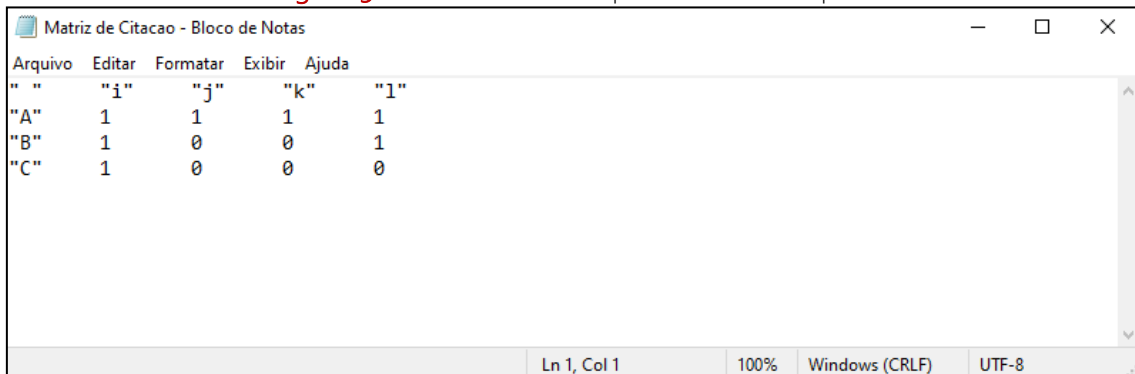 Matriz de Citacao - Bloco de Notas
Arquivo Editar Formatar Exibir Ajuda
" " "i" "j" "k" "l"
"A" 1 1 1 1
"B" 1 0 0 1
"C" 1 0 0 0
Ln 1, Col 1 100% Windows (CRLF) UTF-8